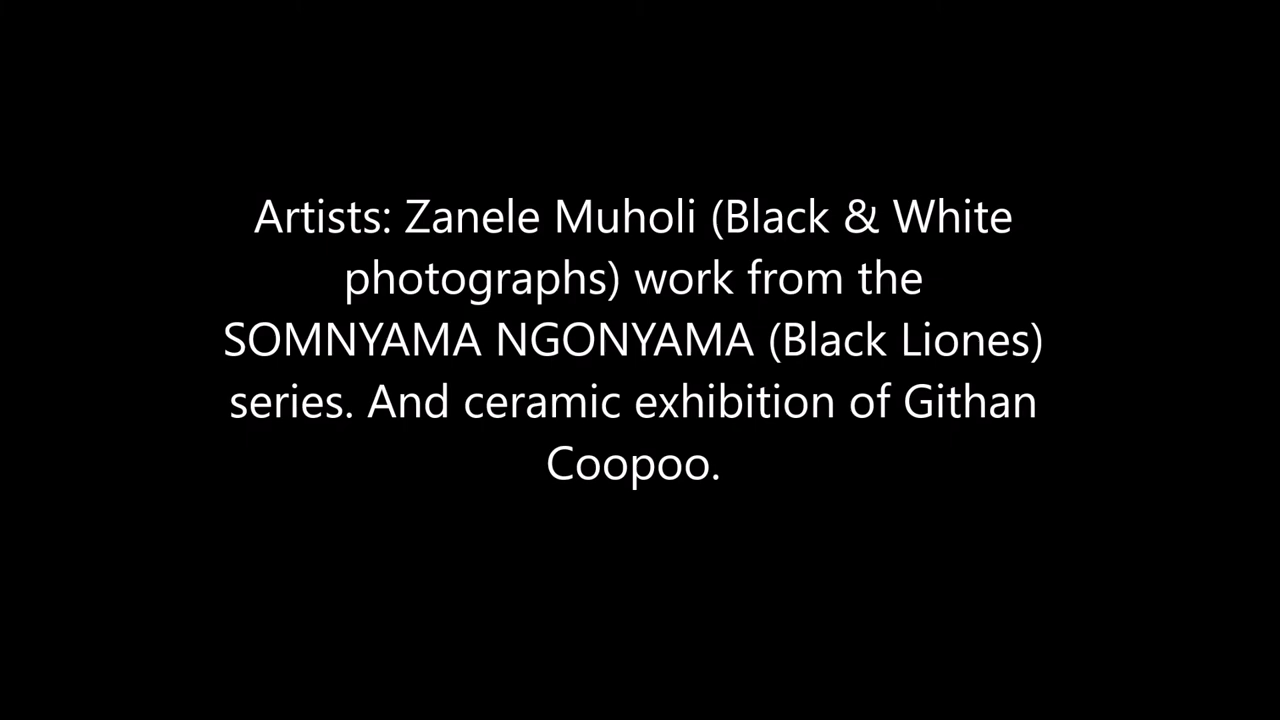 Artists: Zanele Muholi (Black & White
photographs) work from the
SOMNYAMA NGONYAMA (Black Liones)
series. And ceramic exhibition of Githan
Coopoo.